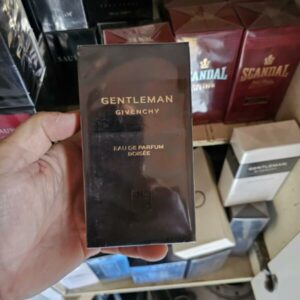 GENTLEMAN
GIVENCHY
EAU DE PARFUM
BOISÉE
SCANDAL
SCANDAL
GENTLEMAN